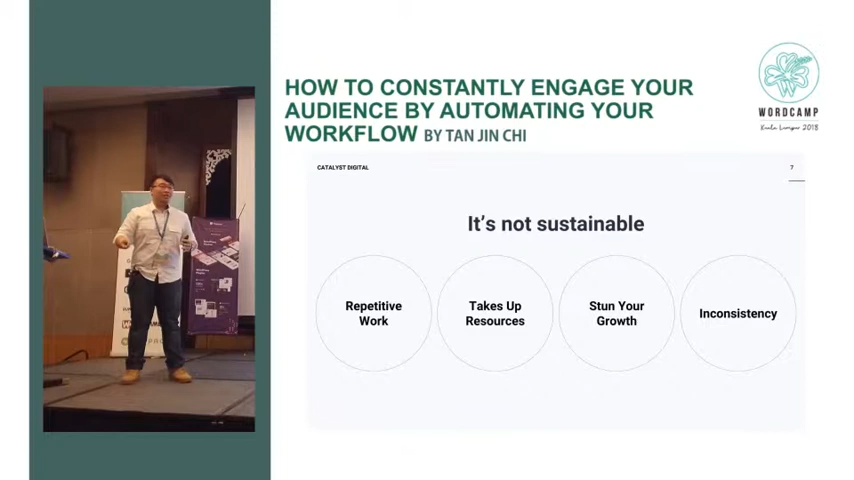 HOW TO CONSTANTLY ENGAGE YOUR
AUDIENCE BY AUTOMATING YOUR
WORKFLOW BY TAN JIN CHI
WORDCAMP
Kuala Lumpur 2018
CATALYST DIGITAL
7
It's not sustainable
Repetitive
Work
Takes Up
Resources
Stun Your
Growth
Inconsistency